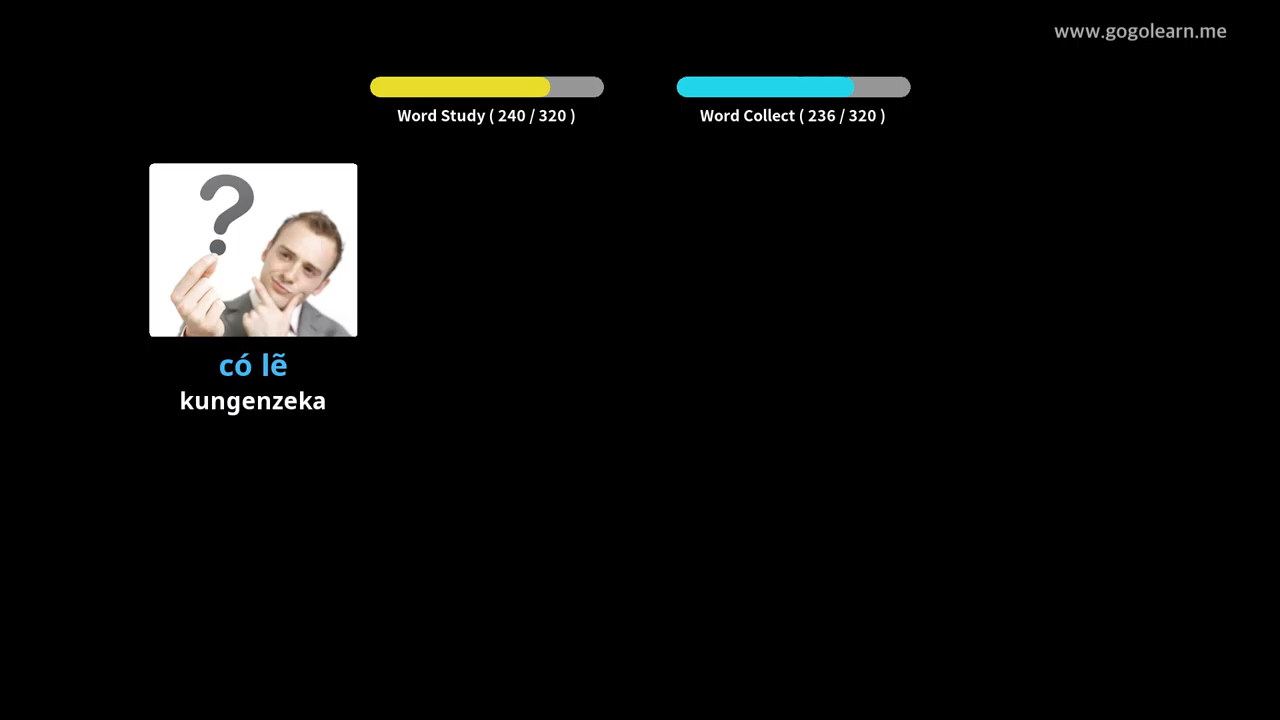 www.gogolearn.me
Word Study ( 240 / 320 )
Word Collect ( 236 / 320 )
?
có lẽ
kungenzeka